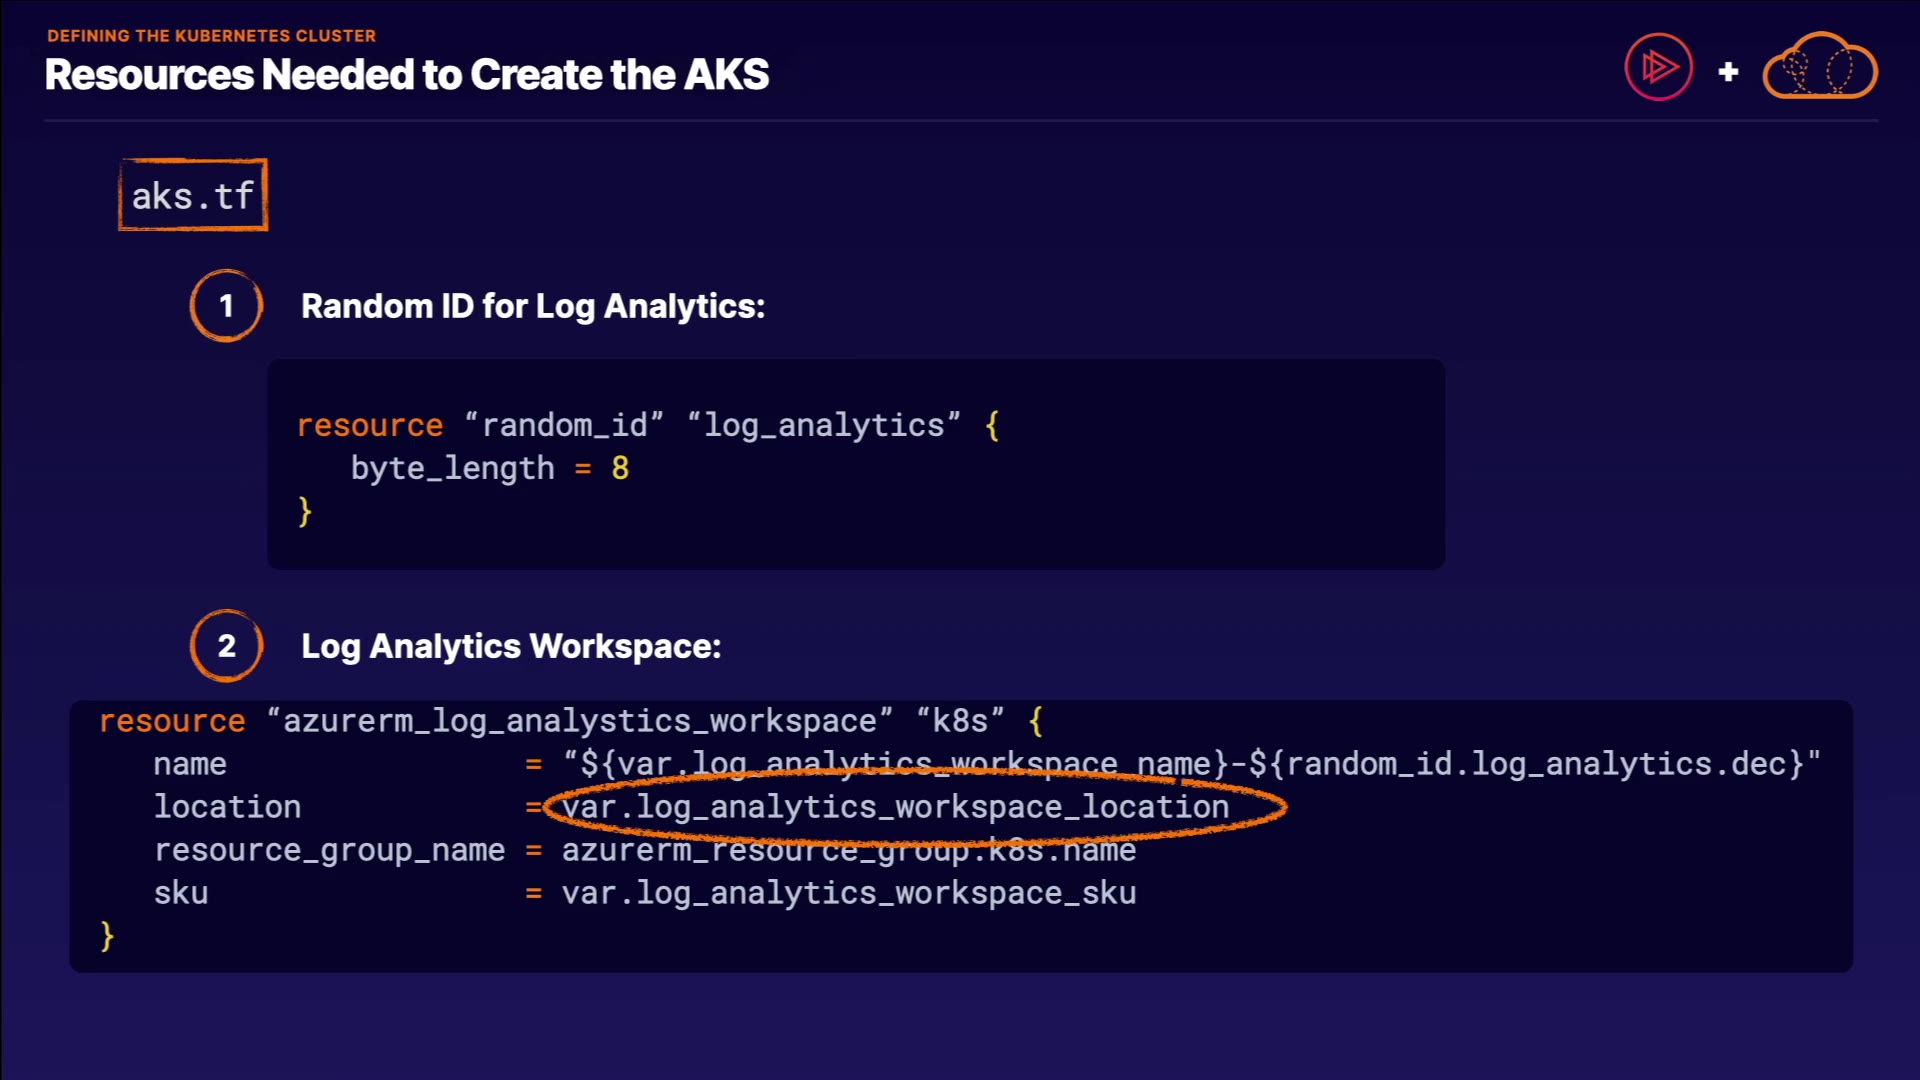 DEFINING THE KUBERNETES CLUSTER
Resources Needed to Create the AKS
+
aks.tf
1 Random ID for Log Analytics:
resource “random_id” “log_analytics” {
byte_length = 8
}
2 Log Analytics Workspace:
resource “azurerm_log_analystics_workspace” “k8s” {
name = “${var.log_analytics_workspace_name}-${random_id.log_analytics.dec}"
location = var.log_analytics_workspace_location
resource_group_name = azurerm_resource_group.k8s.name
sku = var.log_analytics_workspace_sku
}